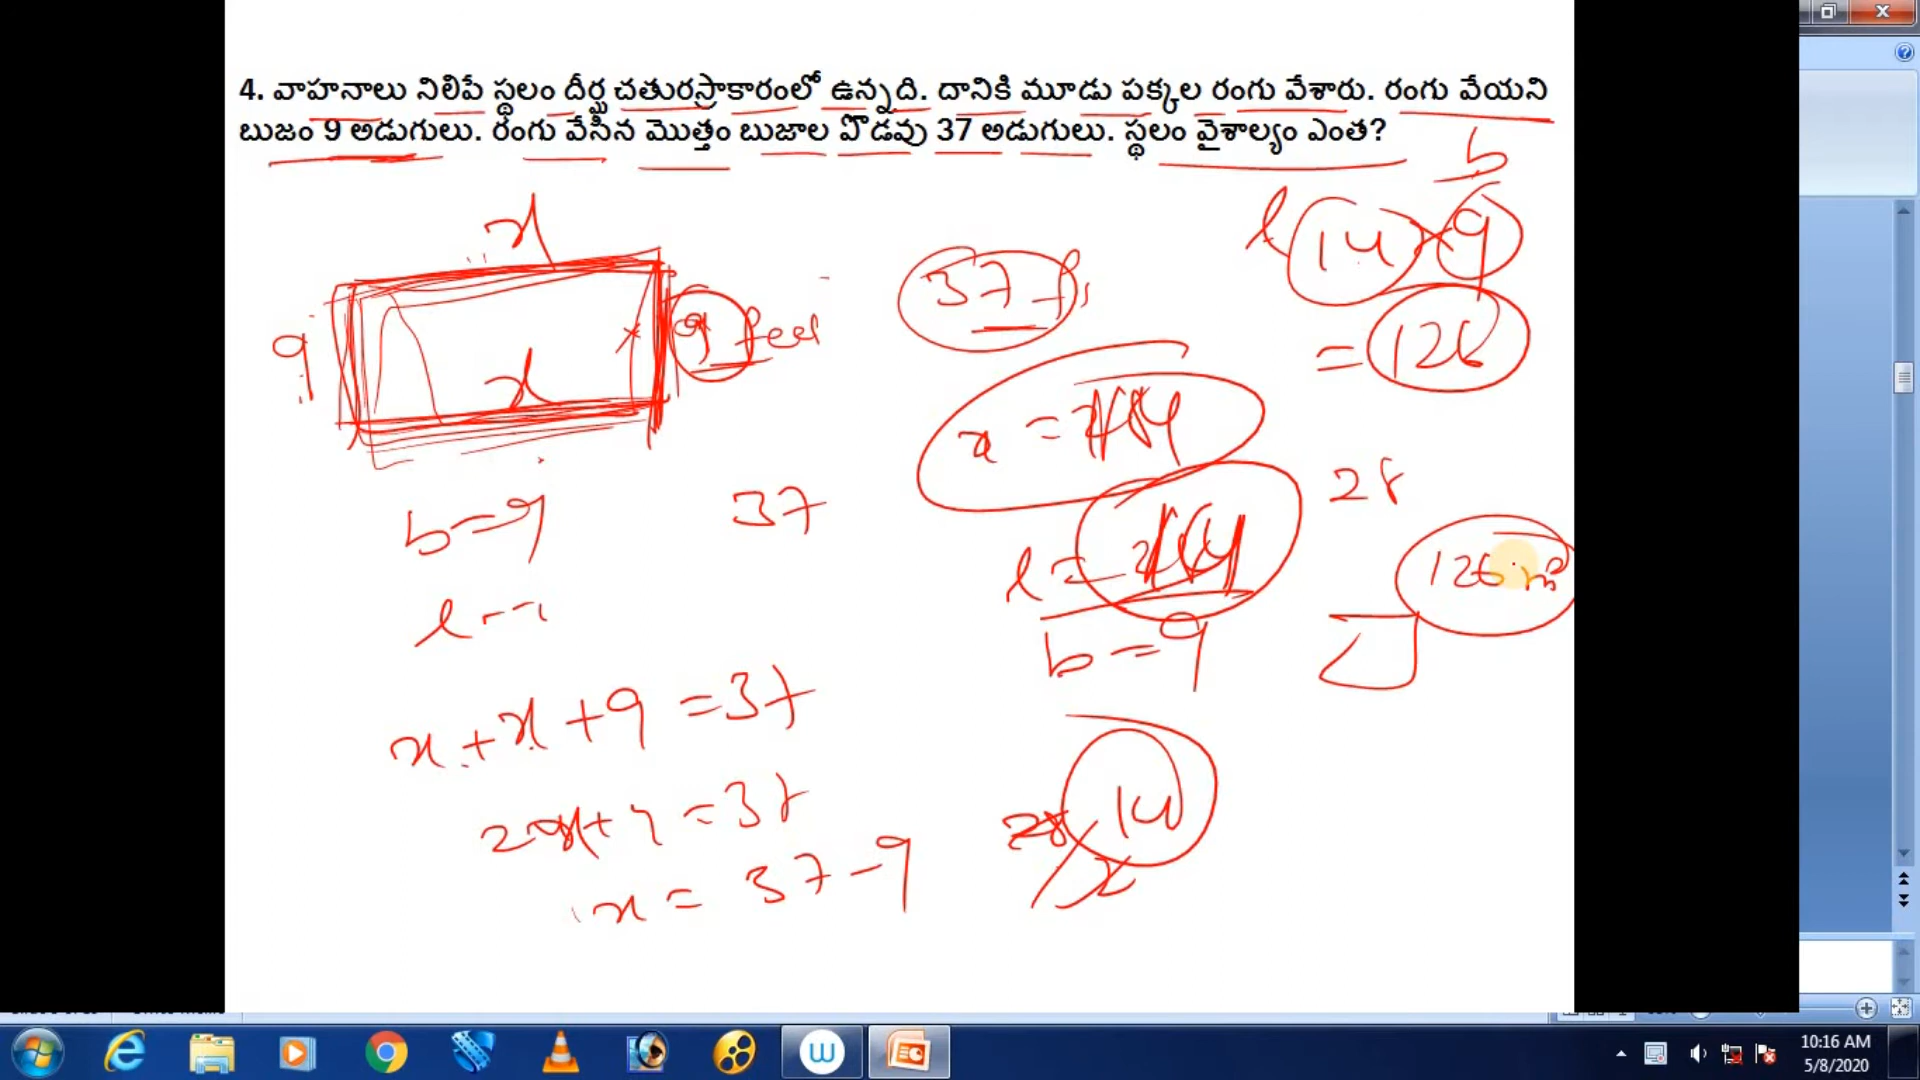 4. వాహనాలు నిలిపే స్థలం దీర్ఘ చతురస్రాకారంలో ఉన్నది. దానికి మూడు పక్కల రంగు వేశారు. రంగు వేయని
బుజం 9 అడుగులు. రంగు వేసిన మొత్తం బుజాల పొడవు 37 అడుగులు. స్థలం వైశాల్యం ఎంత?
b
x
l 14 × 9
9
9 feet
37
= 126
x
x =
28
b = 9
37
l =
126 m²
l
b = 9
x + x + 9 = 37
14
2x + 9 = 37
28
x = 37 - 9
2
10:16 AM
5/8/2020